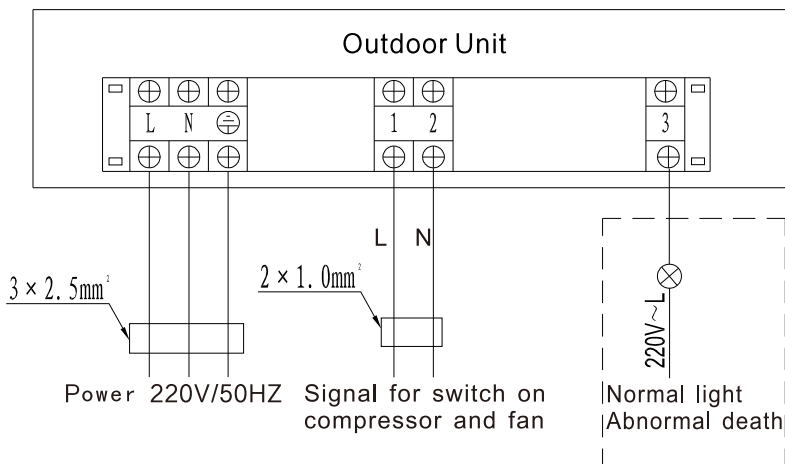 Outdoor Unit
L N
1 2
3
L N
3×2.5mm²
2×1.0mm²
220V~L
Power 220V/50HZ
Signal for switch on
compressor and fan
Normal light
Abnormal death